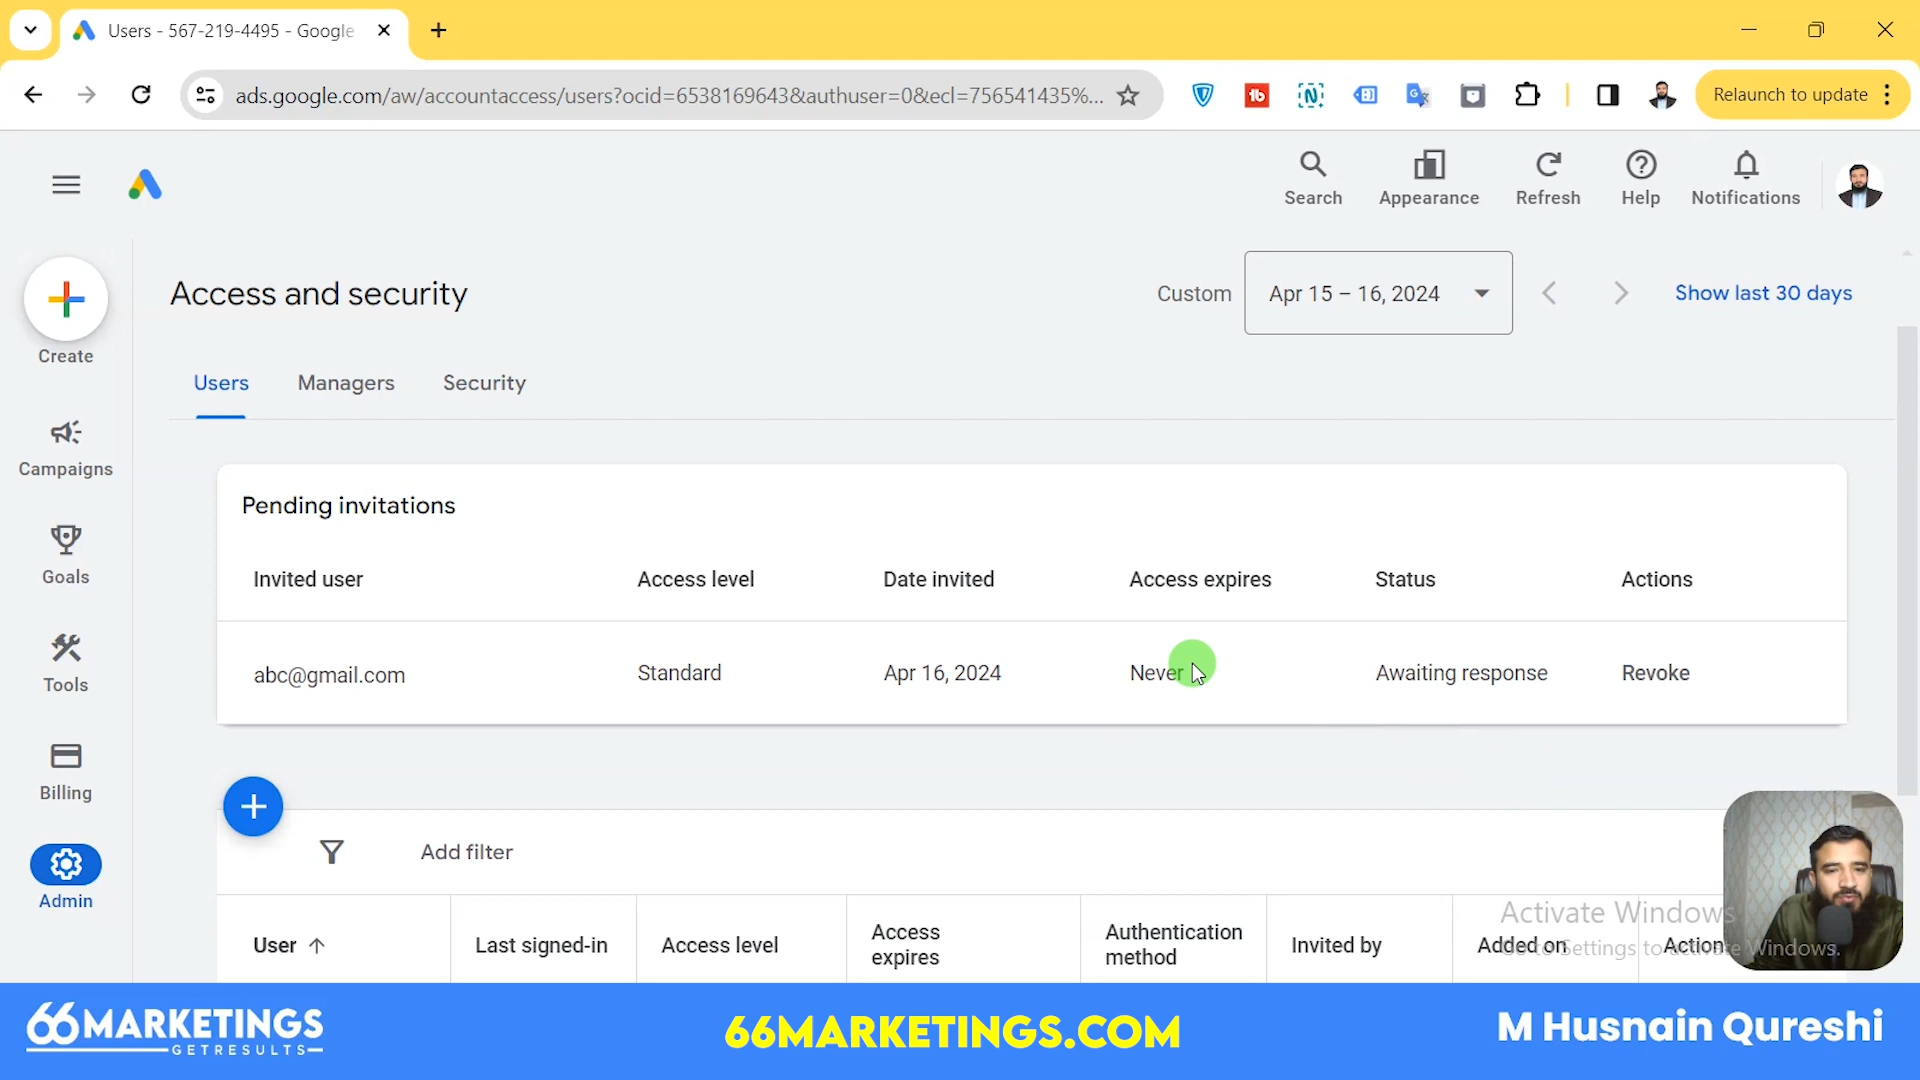 Users - 567-219-4495 - Google
ads.google.com/aw/accountaccess/users?ocid=6538169643&authuser=0&ecl=756541435%...
Relaunch to update
Search
Appearance
Refresh
Help
Notifications
Create
Campaigns
Goals
Tools
Billing
Admin
Access and security
Custom
Apr 15 – 16, 2024
Show last 30 days
Users Managers Security
Pending invitations
Invited user Access level Date invited Access expires Status Actions
abc@gmail.com Standard Apr 16, 2024 Never Awaiting response Revoke
Add filter
User Last signed-in Access level Access expires Authentication method Invited by Added on Action
Activate Windows
Go to Settings to activate Windows.
66MARKETINGS
GETRESULTS
66MARKETINGS.COM
M Husnain Qureshi